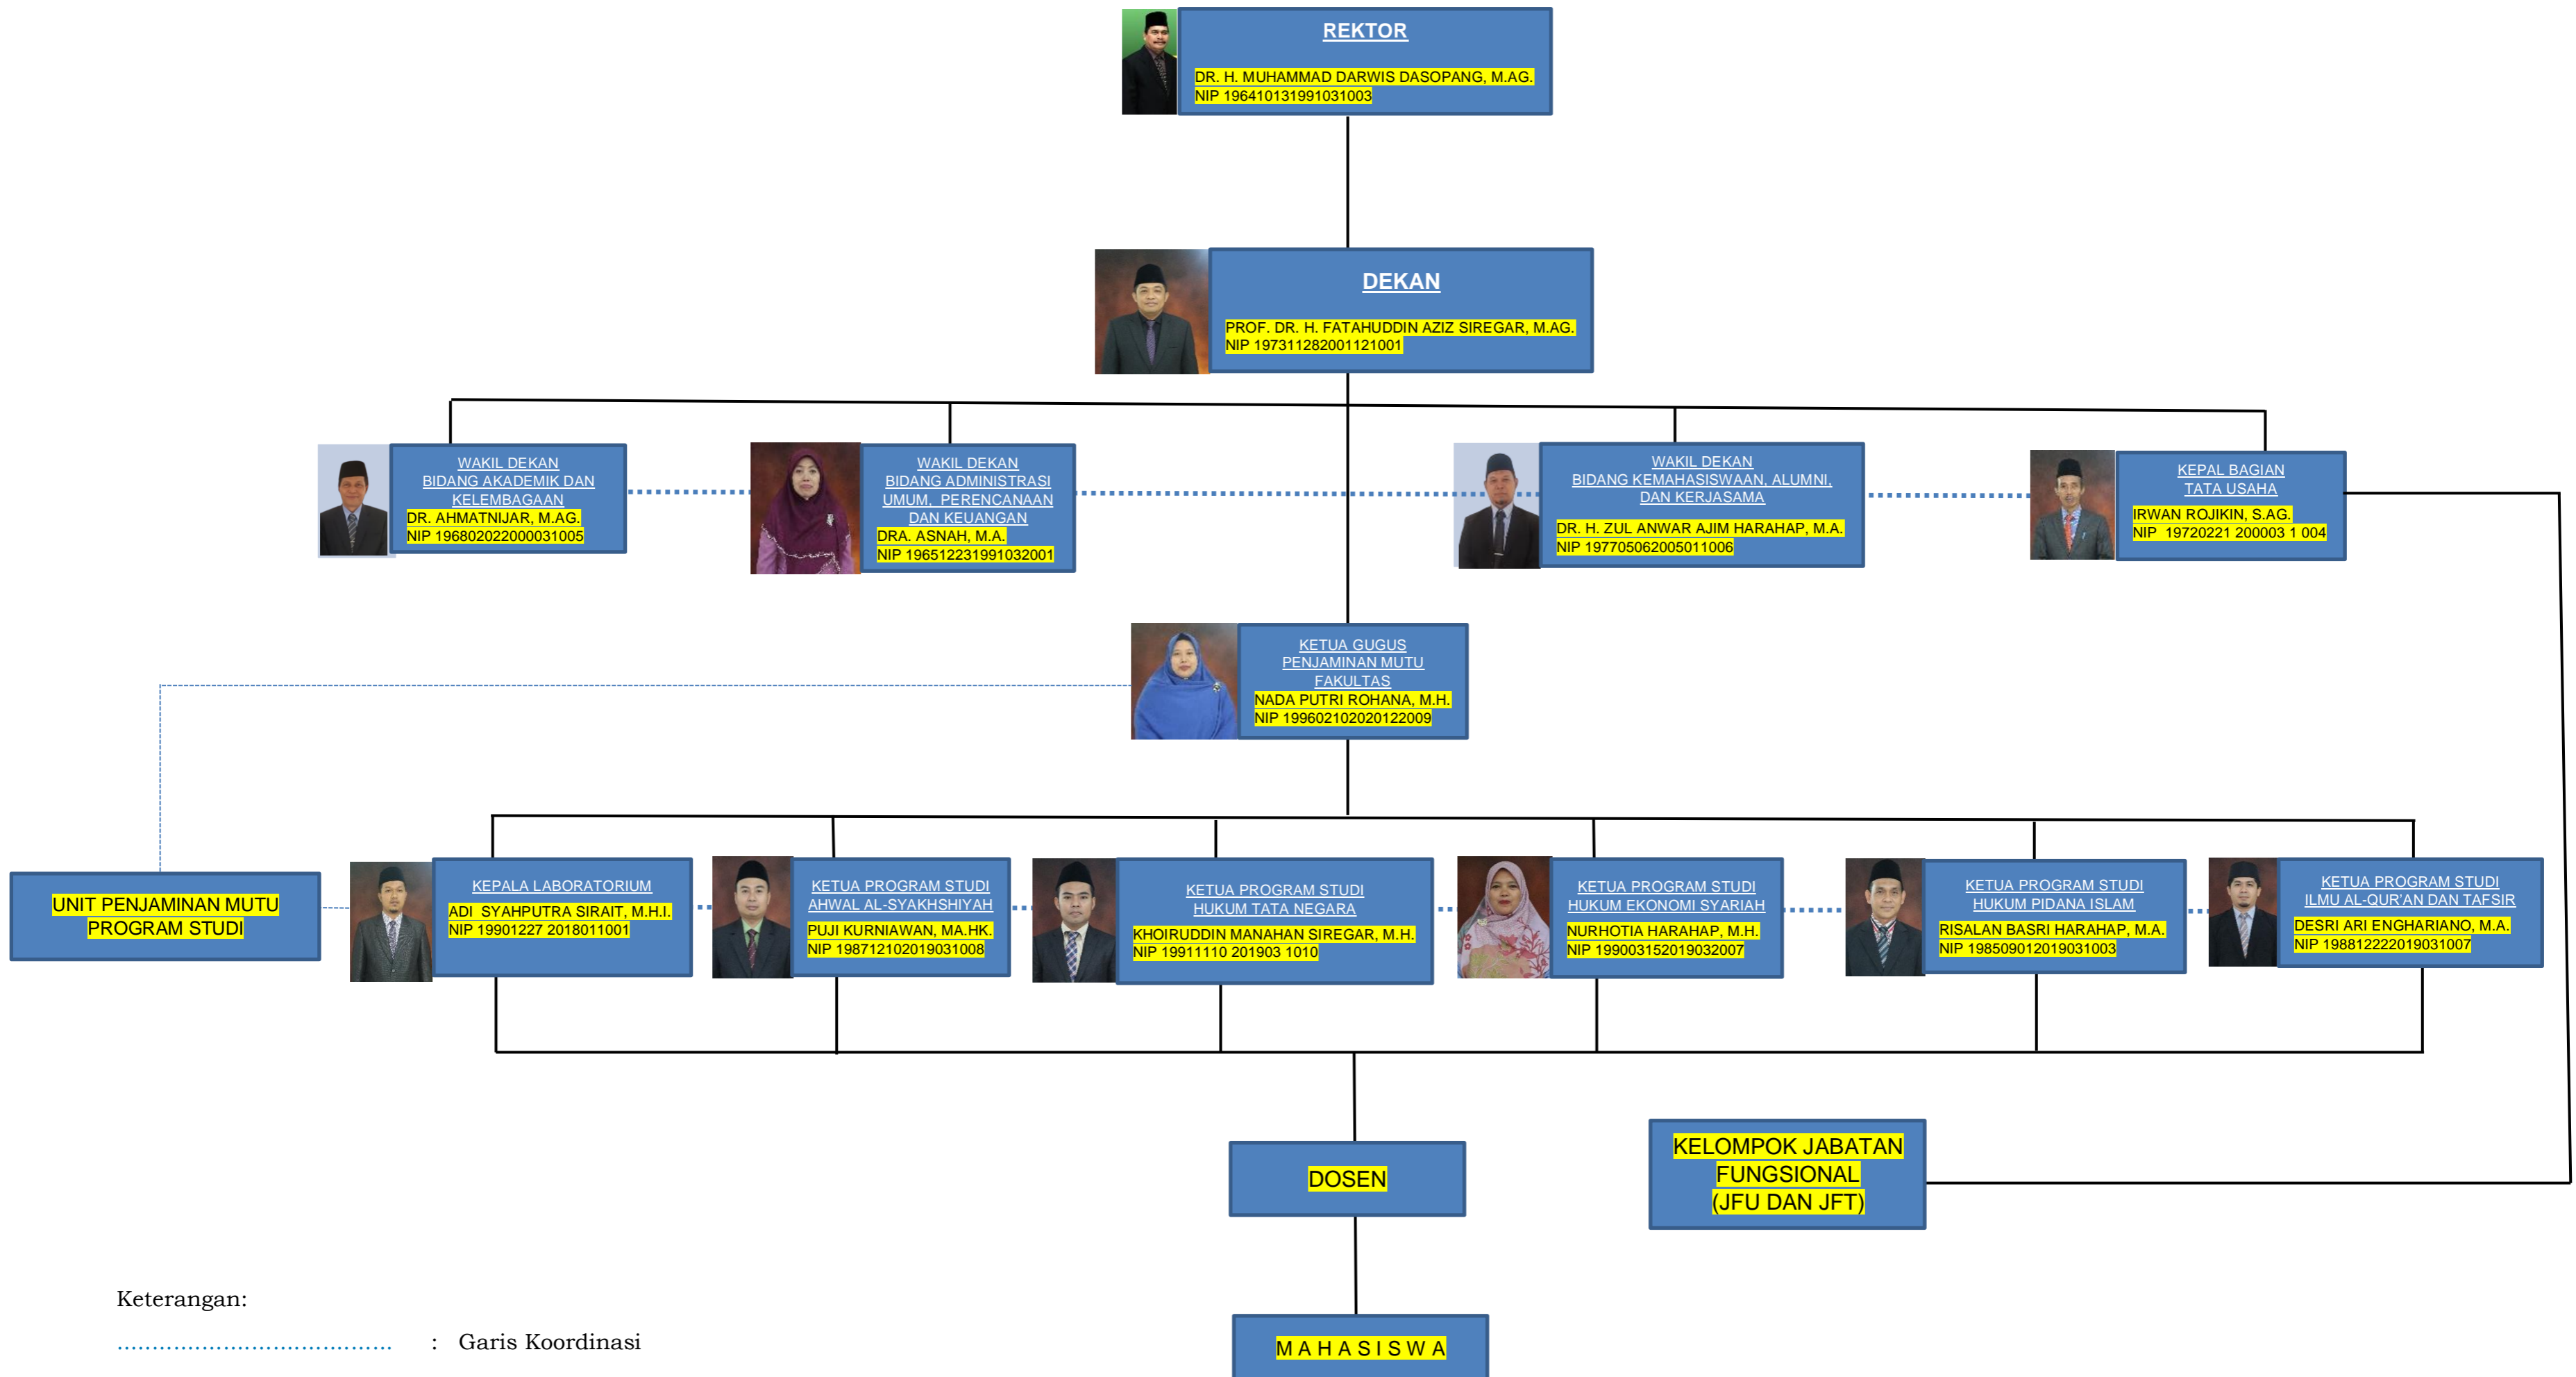 REKTOR
DR. H. MUHAMMAD DARWIS DASOPANG, M.AG.
NIP 196410131991031003
DEKAN
PROF. DR. H. FATAHUDDIN AZIZ SIREGAR, M.AG.
NIP 197311282001121001
WAKIL DEKAN
BIDANG AKADEMIK DAN
KELEMBAGAAN
DR. AHMATNIJAR, M.AG.
NIP 196802022000031005
WAKIL DEKAN
BIDANG ADMINISTRASI
UMUM, PERENCANAAN
DAN KEUANGAN
DRA. ASNAH, M.A.
NIP 196512231991032001
WAKIL DEKAN
BIDANG KEMAHASISWAAN, ALUMNI,
DAN KERJASAMA
DR. H. ZUL ANWAR AJIM HARAHAP, M.A.
NIP 197705062005011006
KEPAL BAGIAN
TATA USAHA
IRWAN ROJIKIN, S.AG.
NIP 19720221 200003 1 004
KETUA GUGUS
PENJAMINAN MUTU
FAKULTAS
NADA PUTRI ROHANA, M.H.
NIP 199602102020122009
UNIT PENJAMINAN MUTU
PROGRAM STUDI
KEPALA LABORATORIUM
ADI SYAHPUTRA SIRAIT, M.H.I.
NIP 19901227 2018011001
KETUA PROGRAM STUDI
AHWAL AL-SYAKHSHIYAH
PUJI KURNIAWAN, MA.HK.
NIP 198712102019031008
KETUA PROGRAM STUDI
HUKUM TATA NEGARA
KHOIRUDDIN MANAHAN SIREGAR, M.H.
NIP 19911110 201903 1010
KETUA PROGRAM STUDI
HUKUM EKONOMI SYARIAH
NURHOTIA HARAHAP, M.H.
NIP 199003152019032007
KETUA PROGRAM STUDI
HUKUM PIDANA ISLAM
RISALAN BASRI HARAHAP, M.A.
NIP 198509012019031003
KETUA PROGRAM STUDI
ILMU AL-QUR'AN DAN TAFSIR
DESRI ARI ENGHARIANO, M.A.
NIP 198812222019031007
DOSEN
KELOMPOK JABATAN
FUNGSIONAL
(JFU DAN JFT)
M A H A S I S W A
Keterangan:
....................................... : Garis Koordinasi